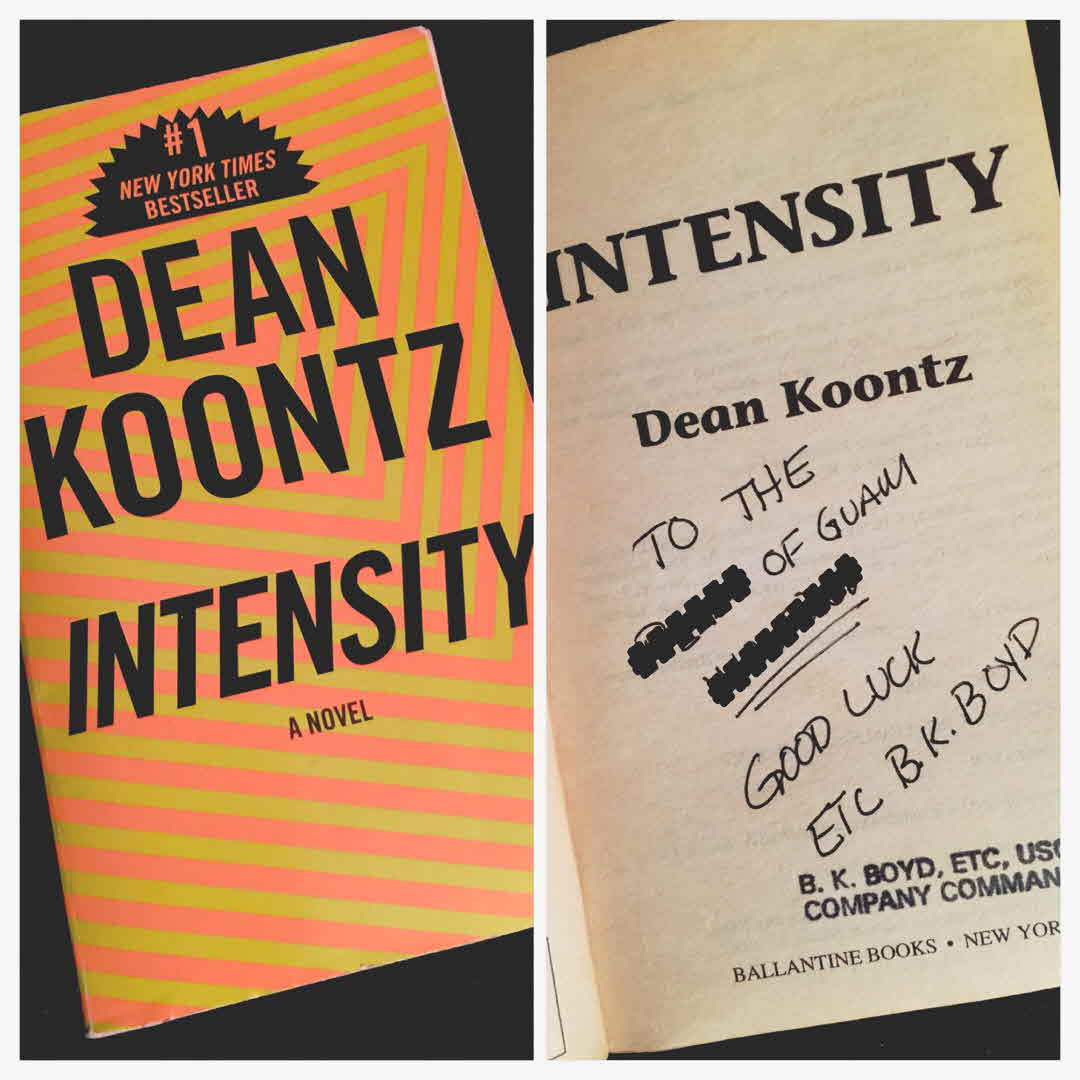 #1
NEW YORK TIMES
BESTSELLER
DEAN
KOONTZ
INTENSITY
A NOVEL
INTENSITY
Dean Koontz
TO THE
OF GUAM
GOOD LUCK
ETC B.K. BOYD
B. K. BOYD, ETC, USC
COMPANY COMMAN
BALLANTINE BOOKS • NEW YOR